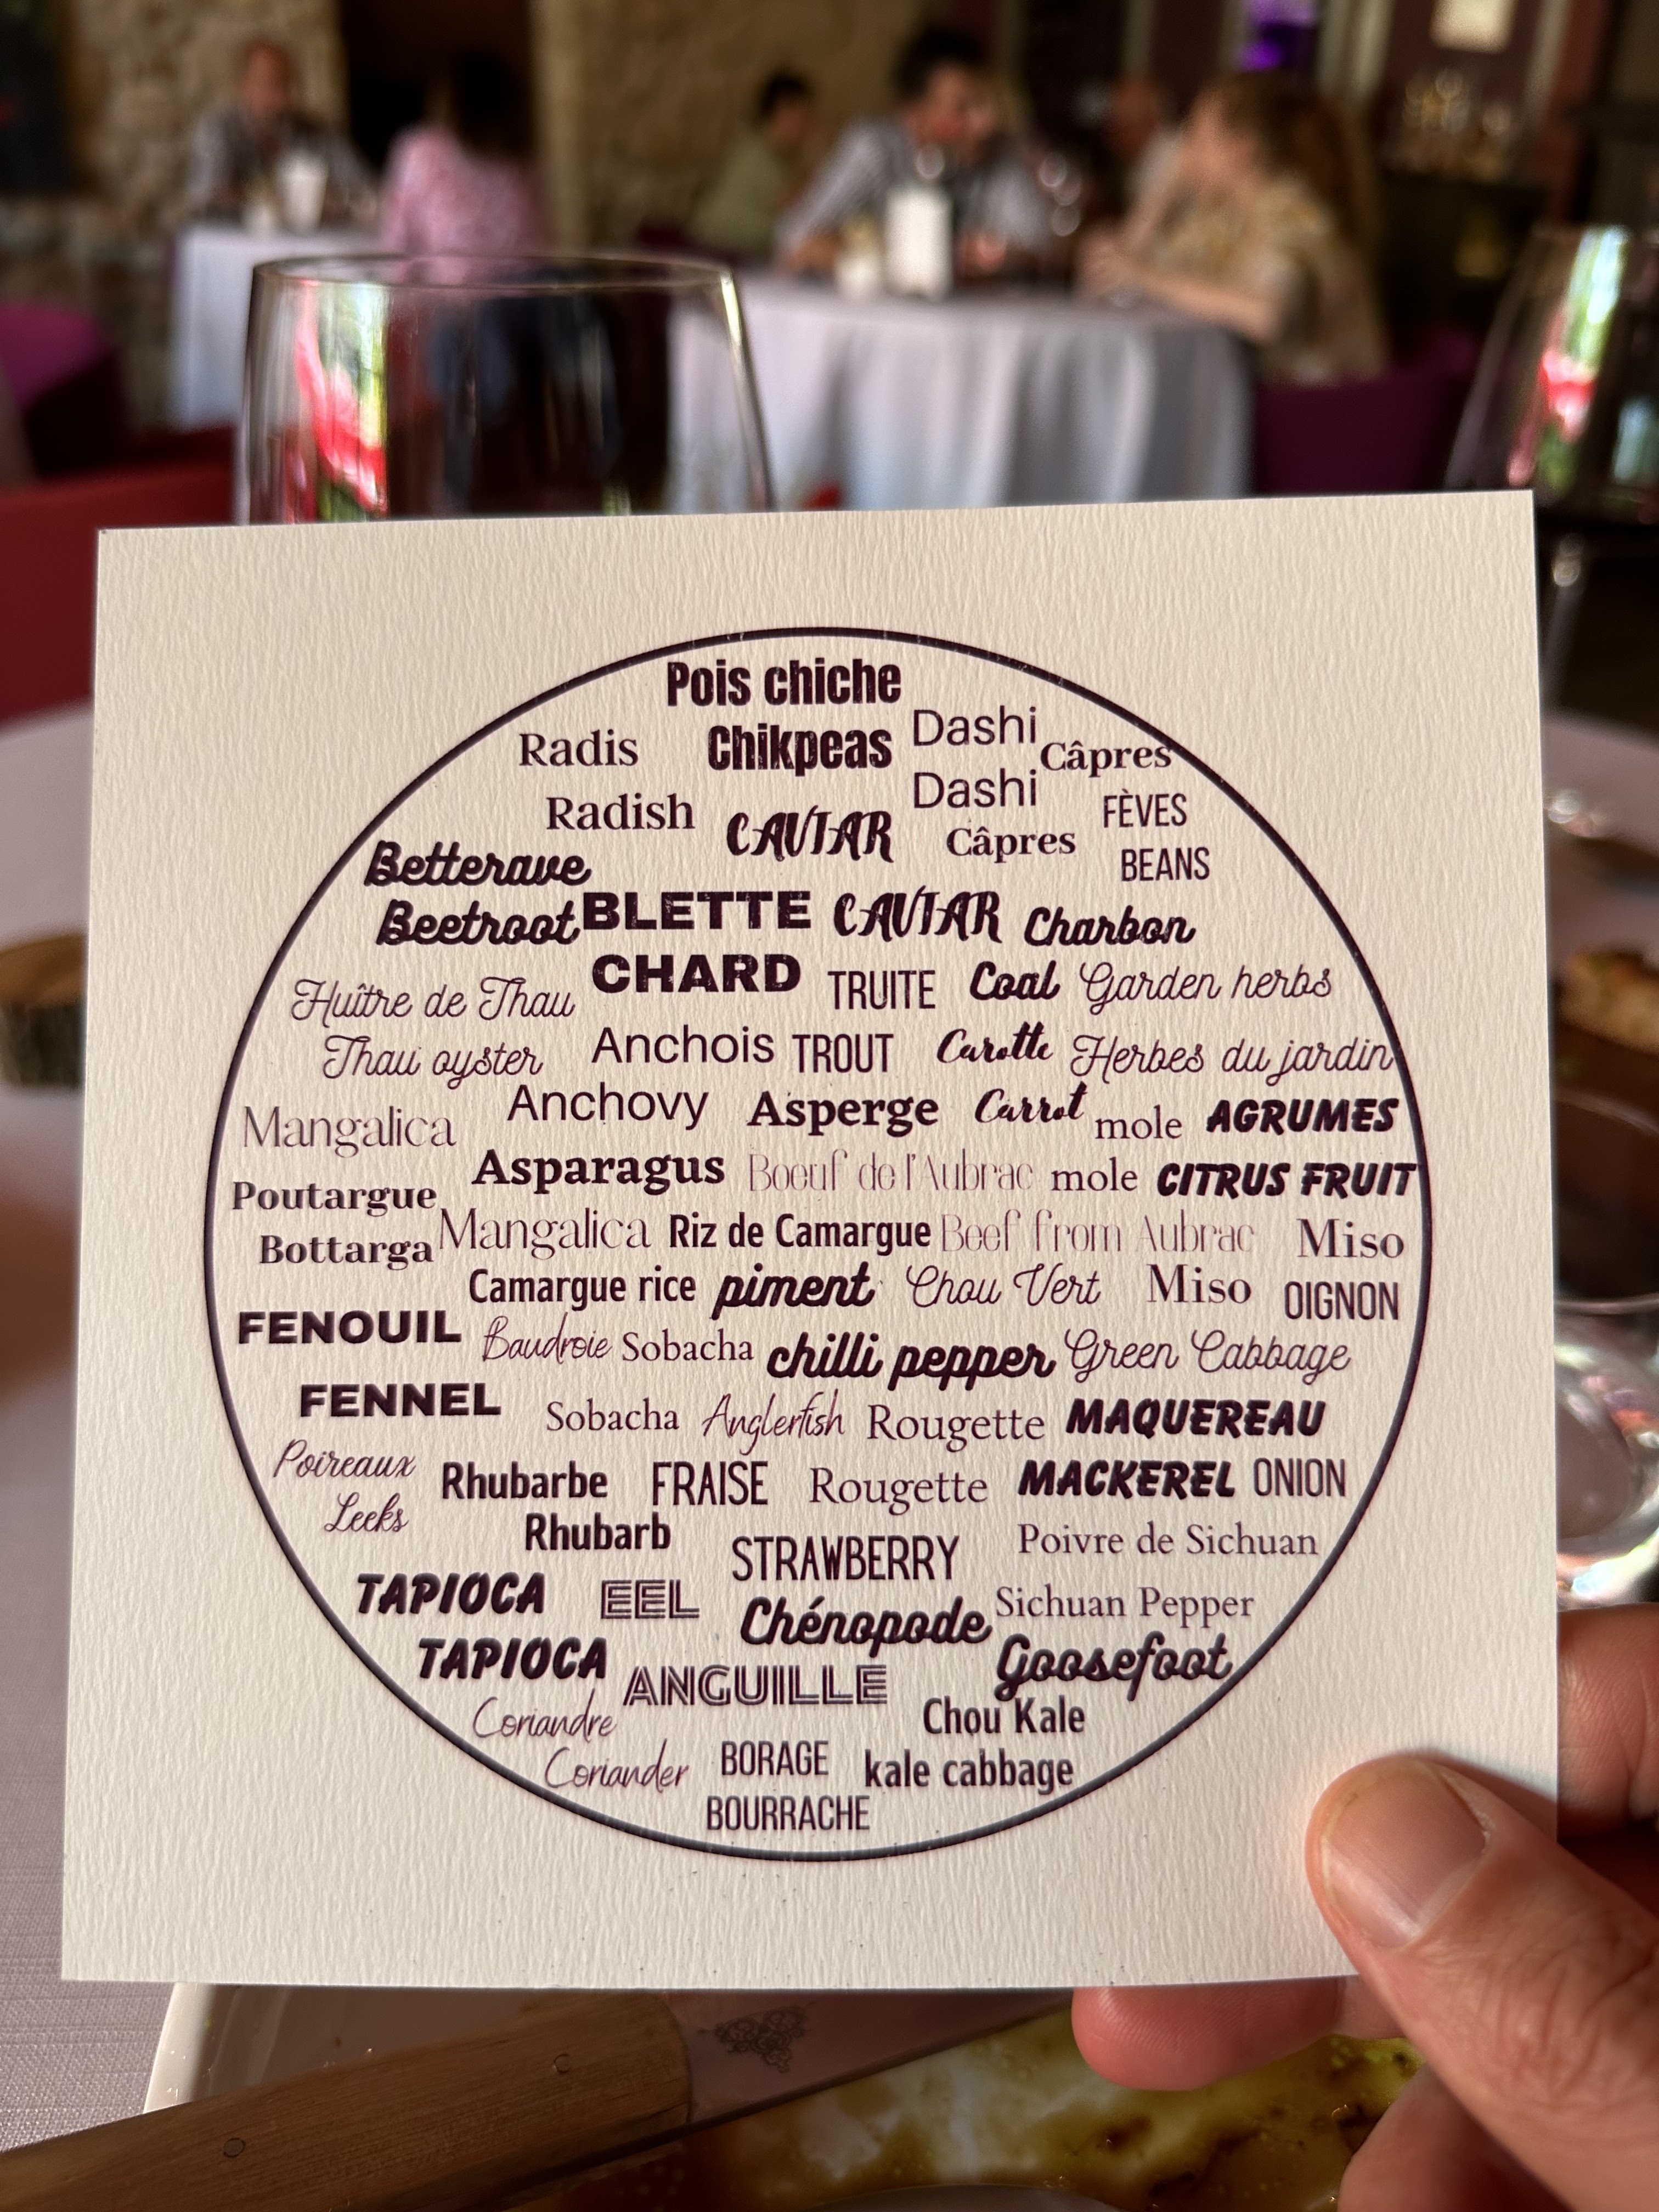 Pois chiche
Radis Chikpeas Dashi Câpres
Radish CAVIAR Dashi Câpres FÈVES
Betterave BEANS
Beetroot BLETTE CAVIAR Charbon
Huître de Thau CHARD TRUITE Coal Garden herbs
Thau oyster Anchois TROUT Carotte Herbes du jardin
Mangalica Anchovy Asperge Carrot mole AGRUMES
Poutargue Asparagus Boeuf de l'Aubrac mole CITRUS FRUIT
Bottarga Mangalica Riz de Camargue Beef from Aubrac Miso
Camargue rice piment Chou Vert Miso OIGNON
FENOUIL Baudroie Sobacha chilli pepper Green Cabbage
FENNEL Sobacha Anglerfish Rougette MAQUEREAU
Poireaux Rhubarbe FRAISE Rougette MACKEREL ONION
Leeks Rhubarb STRAWBERRY Poivre de Sichuan
TAPIOCA EEL Chénopode Sichuan Pepper
TAPIOCA ANGUILLE Goosefoot
Coriandre Chou Kale
Coriander BORAGE kale cabbage
BOURRACHE